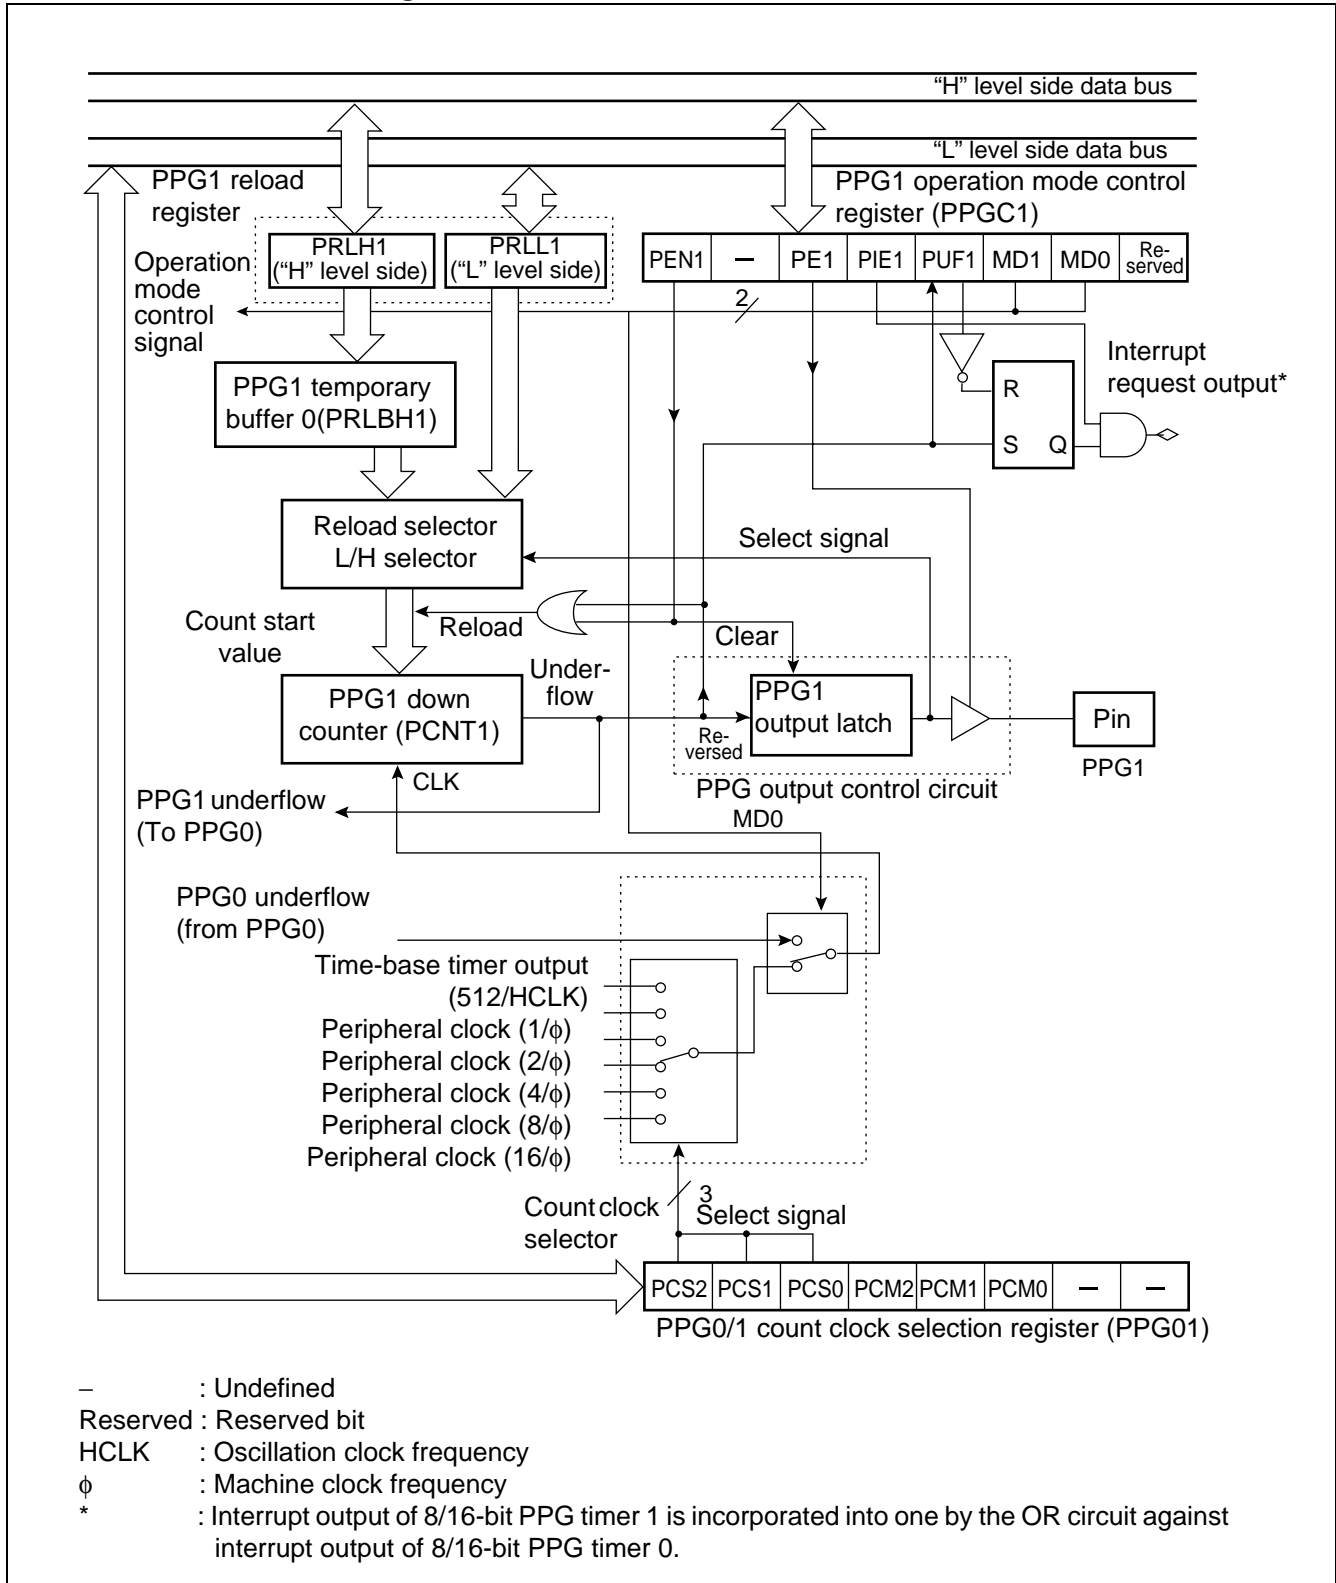 “H” level side data bus
“L” level side data bus
PPG1 reload
register
PPG1 operation mode control
register (PPGC1)
PRLH1
(“H” level side)
PRLL1
(“L” level side)
PEN1 – PE1 PIE1 PUF1 MD1 MD0 Re-
served
Operation
mode
control
signal
2
Interrupt
request output*
PPG1 temporary
buffer 0(PRLBH1)
R
S Q
Reload selector
L/H selector
Select signal
Count start
value
Reload
Clear
Under-
flow
PPG1 down
counter (PCNT1)
PPG1
output latch
Re-
versed
Pin
PPG1
CLK
PPG output control circuit
PPG1 underflow
(To PPG0)
MD0
PPG0 underflow
(from PPG0)
Time-base timer output
(512/HCLK)
Peripheral clock (1/ϕ)
Peripheral clock (2/ϕ)
Peripheral clock (4/ϕ)
Peripheral clock (8/ϕ)
Peripheral clock (16/ϕ)
3
Count clock
selector
Select signal
PCS2 PCS1 PCS0 PCM2 PCM1 PCM0 – –
PPG0/1 count clock selection register (PPG01)
– : Undefined
Reserved : Reserved bit
HCLK : Oscillation clock frequency
ϕ : Machine clock frequency
* : Interrupt output of 8/16-bit PPG timer 1 is incorporated into one by the OR circuit against
interrupt output of 8/16-bit PPG timer 0.